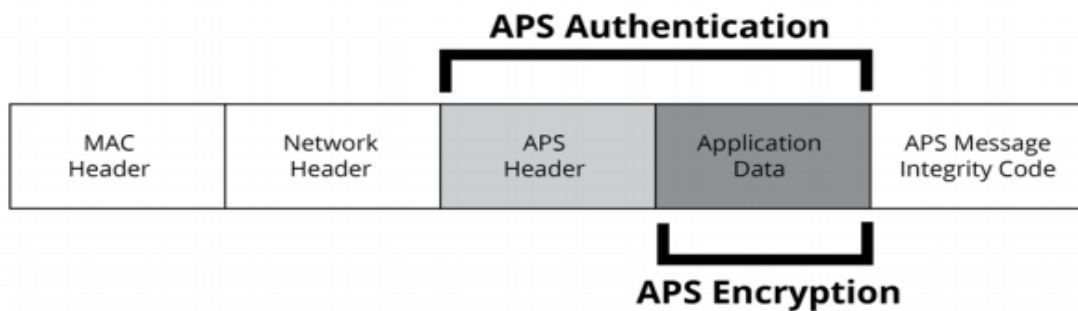 APS Authentication
MAC
Header
Network
Header
APS
Header
Application
Data
APS Message
Integrity Code
APS Encryption